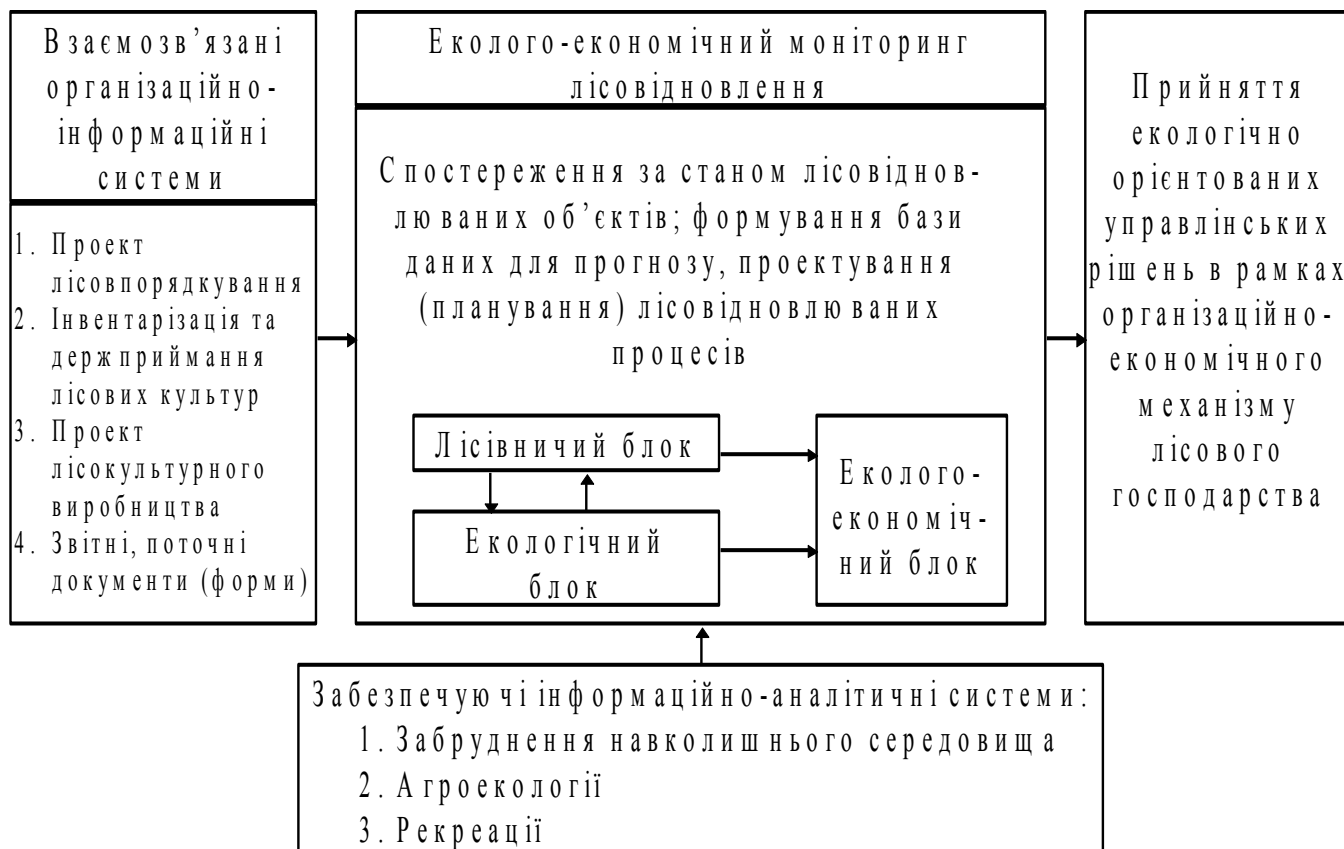 Взаємозв’язані
організаційно-
інформаційні
системи
1. Проект
лісовпорядкування
2. Інвентарізація та
держприймання
лісових культур
3. Проект
лісокультурного
виробництва
4. Звітні, поточні
документи (форми)
Еколого-економічний моніторинг
лісовідновлення
Спостереження за станом лісовіднов-
люваних об’єктів; формування бази
даних для прогнозу, проектування
(планування) лісовідновлюваних
процесів
Лісівничий блок
Екологічний
блок
Еколого-
економіч-
ний блок
Прийняття
екологічно
орієнтованих
управлінських
рішень в рамках
організаційно-
економічного
механізму
лісового
господарства
Забезпечуючі інформаційно-аналітичні системи:
1. Забруднення навколишнього середовища
2. Агроекології
3. Рекреації